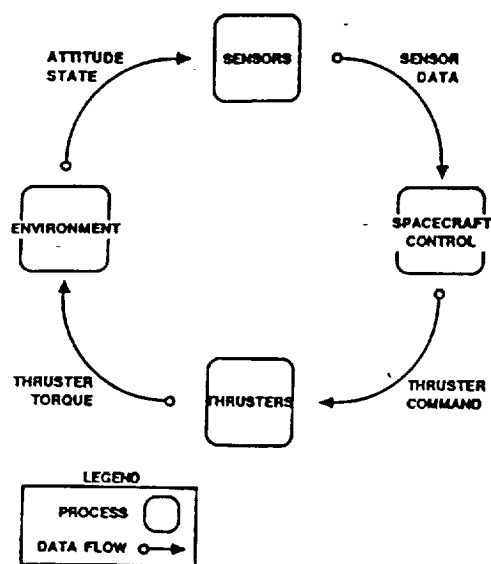 ATTITUDE
STATE
SENSORS
SENSOR
DATA
ENVIRONMENT
SPACECRAFT
CONTROL
THRUSTER
TORQUE
THRUSTERS
THRUSTER
COMMAND
LEGEND
PROCESS
DATA FLOW